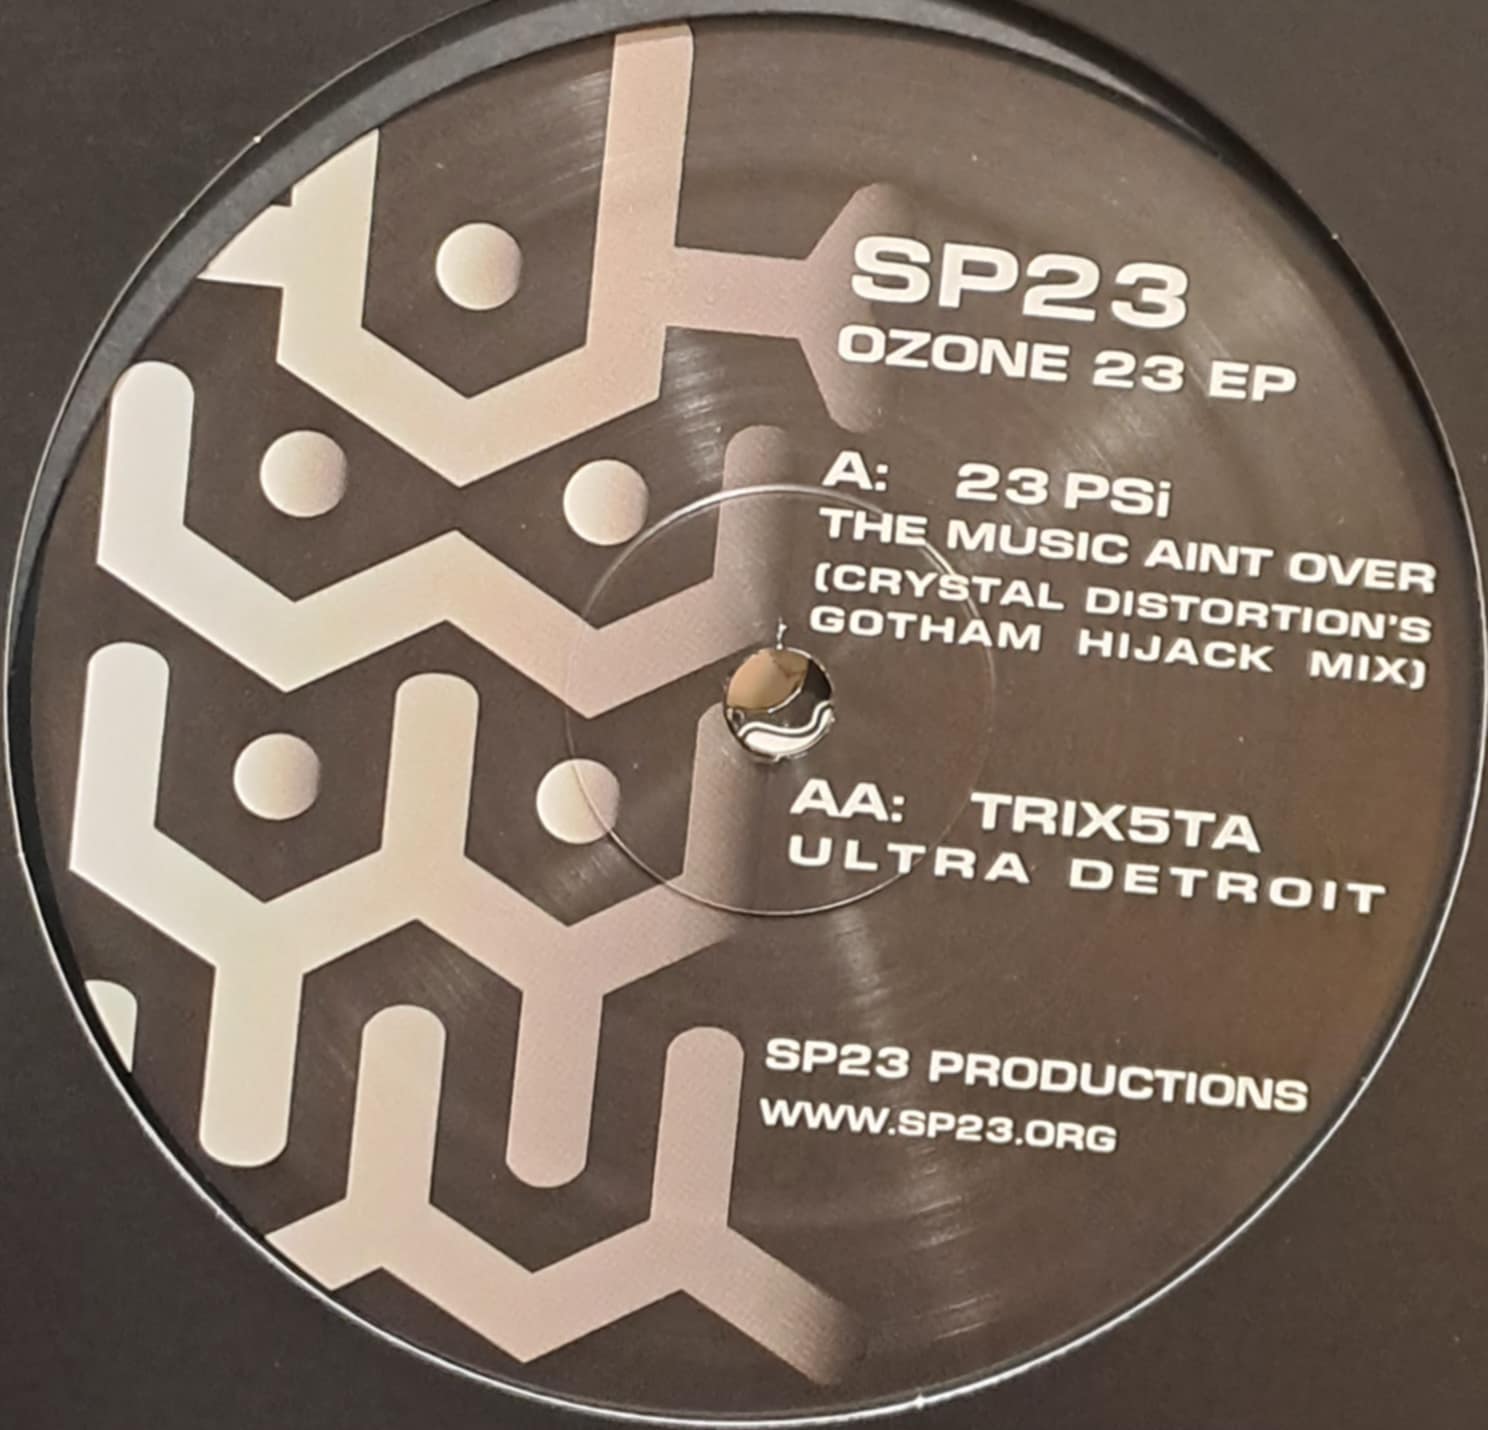 SP23
OZONE 23 EP
A: 23 PSi
THE MUSIC AINT OVER
(CRYSTAL DISTORTION'S
GOTHAM HIJACK MIX)
AA: TRIX5TA
ULTRA DETROIT
SP23 PRODUCTIONS
WWW.SP23.ORG